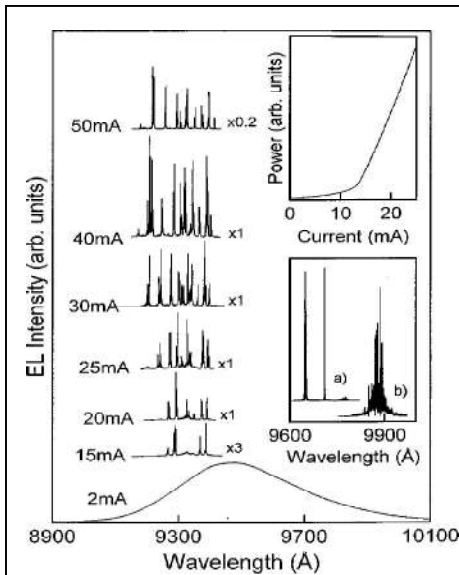 EL Intensity (arb. units)
50mA
x0.2
40mA
x1
30mA
x1
25mA
x1
20mA
x1
15mA
x3
2mA
8900 9300 9700 10100
Wavelength (Å)
Power (arb. units)
0 10 20
Current (mA)
a)
b)
9600 9900
Wavelength (Å)